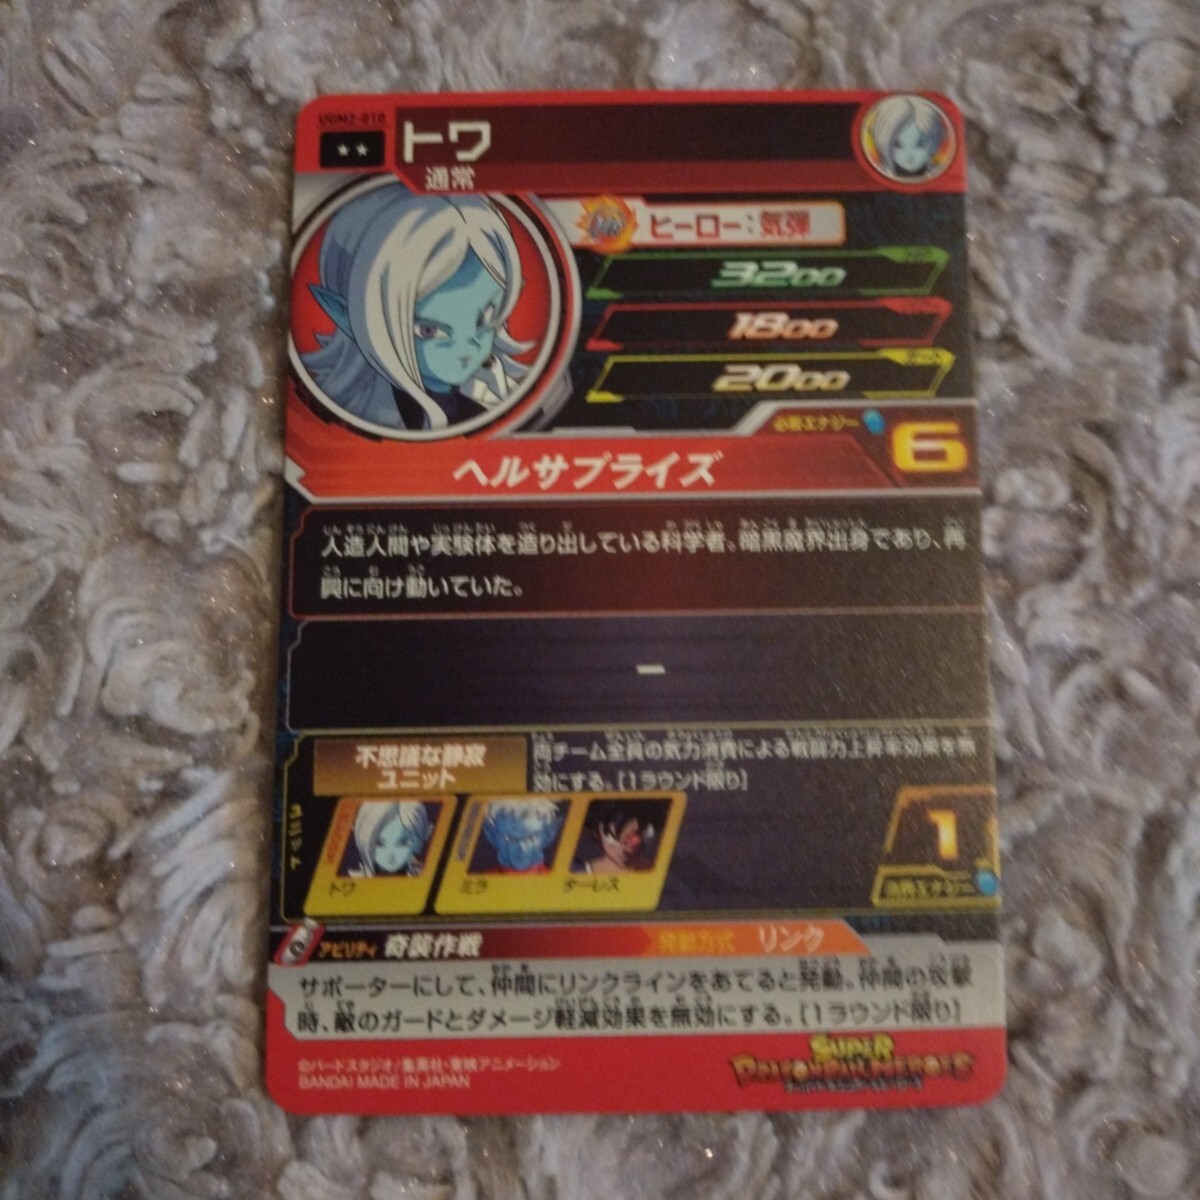 UGM2-010
★★
トワ
通常
ヒーロー:気弾
3200
1800
ガード
2000
必要エナジー
6
ヘルサプライズ
人造人間や実験体を造り出している科学者。暗黒魔界出身であり、再
興に向け動いていた。
ー
ユニット
不思議な静寂
ユニット
両チーム全員の気力消費による戦闘力上昇率効果を無
効にする。[1ラウンド限り]
トワ
ミラ
ターレス
1
消費エナジー
アビリティ 奇襲作戦
発動方式 リンク
サポーターにして、仲間にリンクラインをあてると発動。仲間の攻撃
時、敵のガードとダメージ軽減効果を無効にする。[1ラウンド限り]
©バードスタジオ/集英社・東映アニメーション
BANDAI MADE IN JAPAN
SUPER
DRAGONBALL HEROES